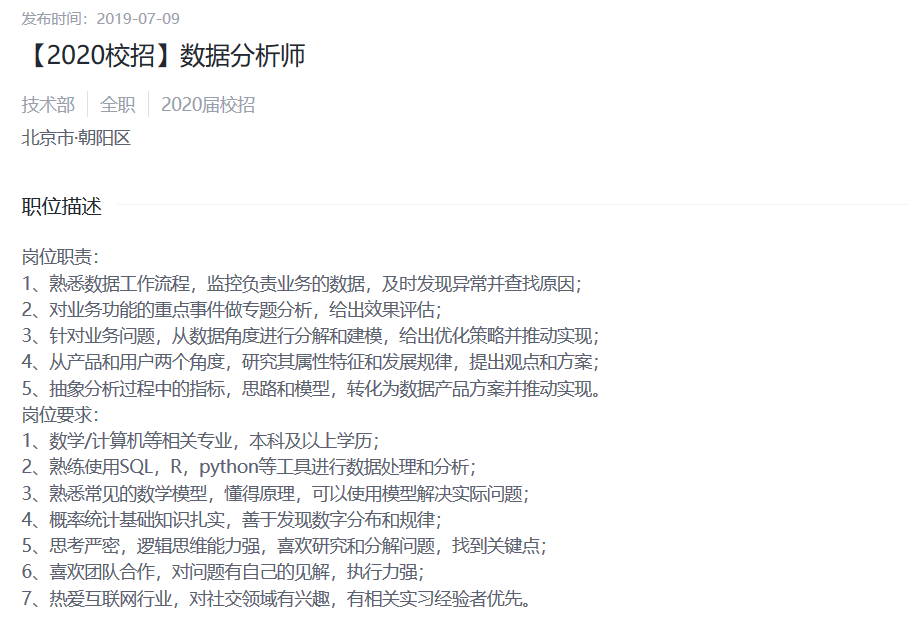 发布时间：2019-07-09
【2020校招】数据分析师
技术部 全职 2020届校招
北京市·朝阳区
职位描述
岗位职责：
1、熟悉数据工作流程，监控负责业务的数据，及时发现异常并查找原因；
2、对业务功能的重点事件做专题分析，给出效果评估；
3、针对业务问题，从数据角度进行分解和建模，给出优化策略并推动实现；
4、从产品和用户两个角度，研究其属性特征和发展规律，提出观点和方案；
5、抽象分析过程中的指标，思路和模型，转化为数据产品方案并推动实现。
岗位要求：
1、数学/计算机等相关专业，本科及以上学历；
2、熟练使用SQL，R，python等工具进行数据处理和分析；
3、熟悉常见的数学模型，懂得原理，可以使用模型解决实际问题；
4、概率统计基础知识扎实，善于发现数字分布和规律；
5、思考严密，逻辑思维能力强，喜欢研究和分解问题，找到关键点；
6、喜欢团队合作，对问题有自己的见解，执行力强；
7、热爱互联网行业，对社交领域有兴趣，有相关实习经验者优先。